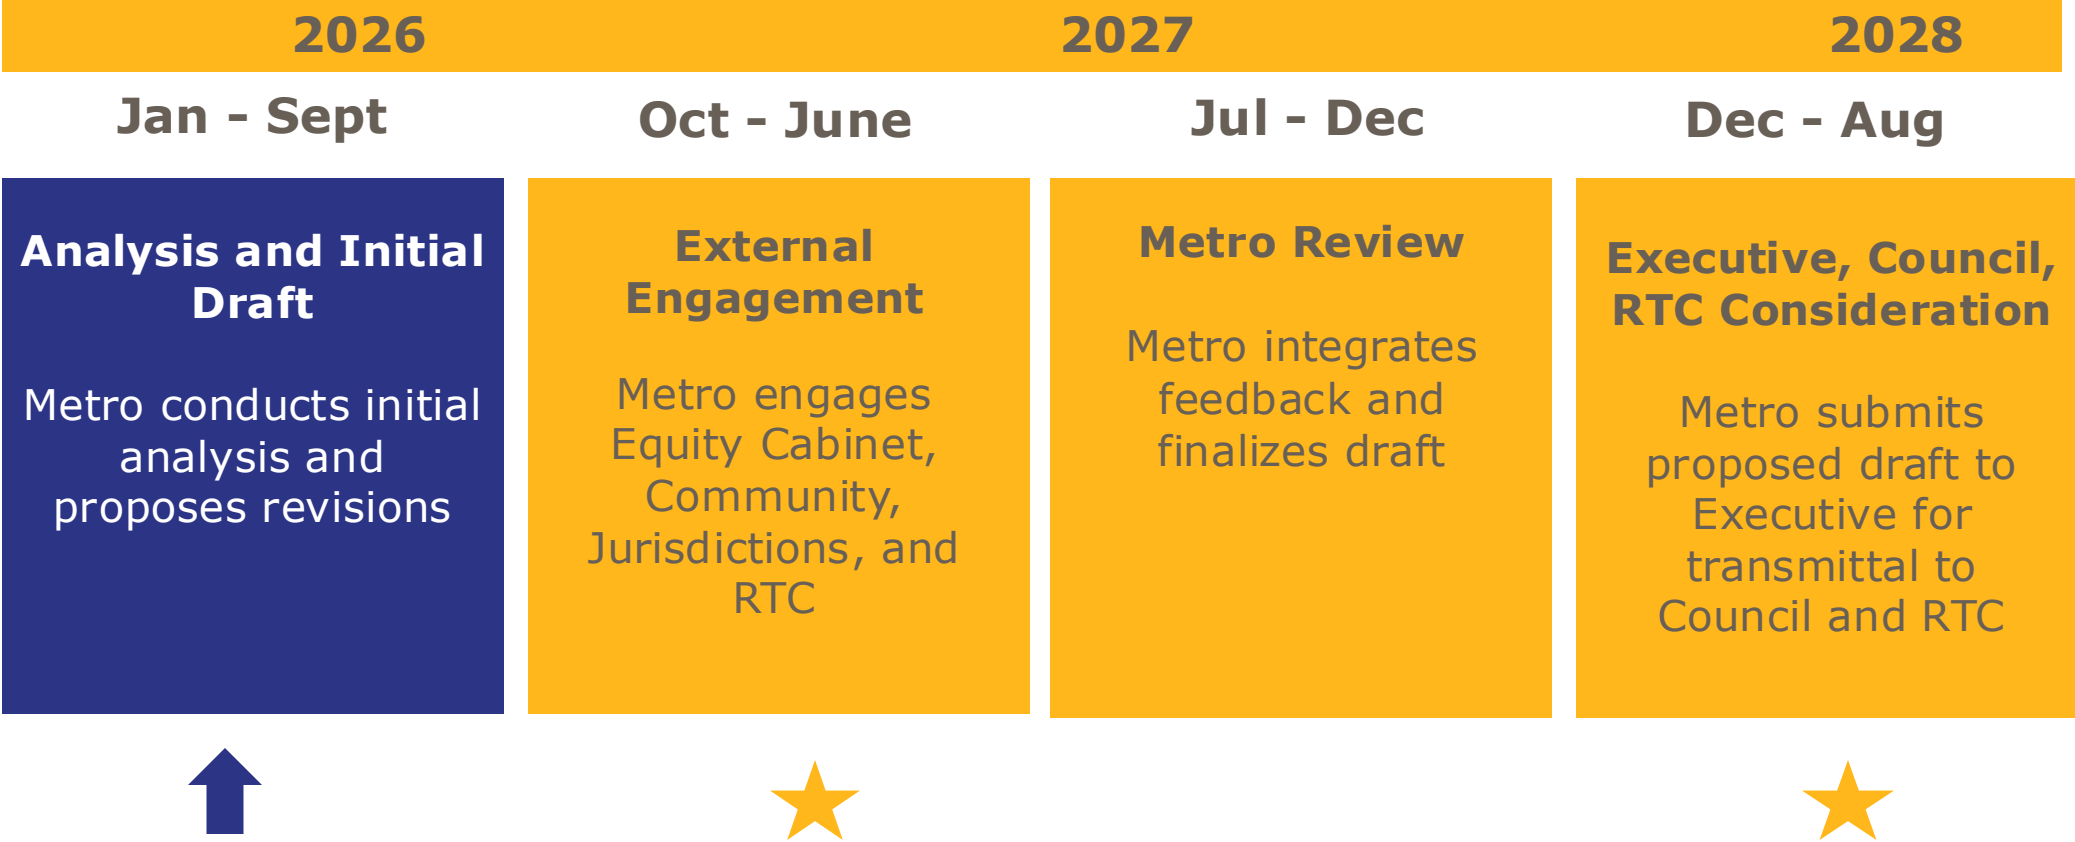 2026
2027
2028
Jan - Sept
Oct - June
Jul - Dec
Dec - Aug
Analysis and Initial
Draft
Metro conducts initial
analysis and
proposes revisions
External
Engagement
Metro engages
Equity Cabinet,
Community,
Jurisdictions, and
RTC
Metro Review
Metro integrates
feedback and
finalizes draft
Executive, Council,
RTC Consideration
Metro submits
proposed draft to
Executive for
transmittal to
Council and RTC